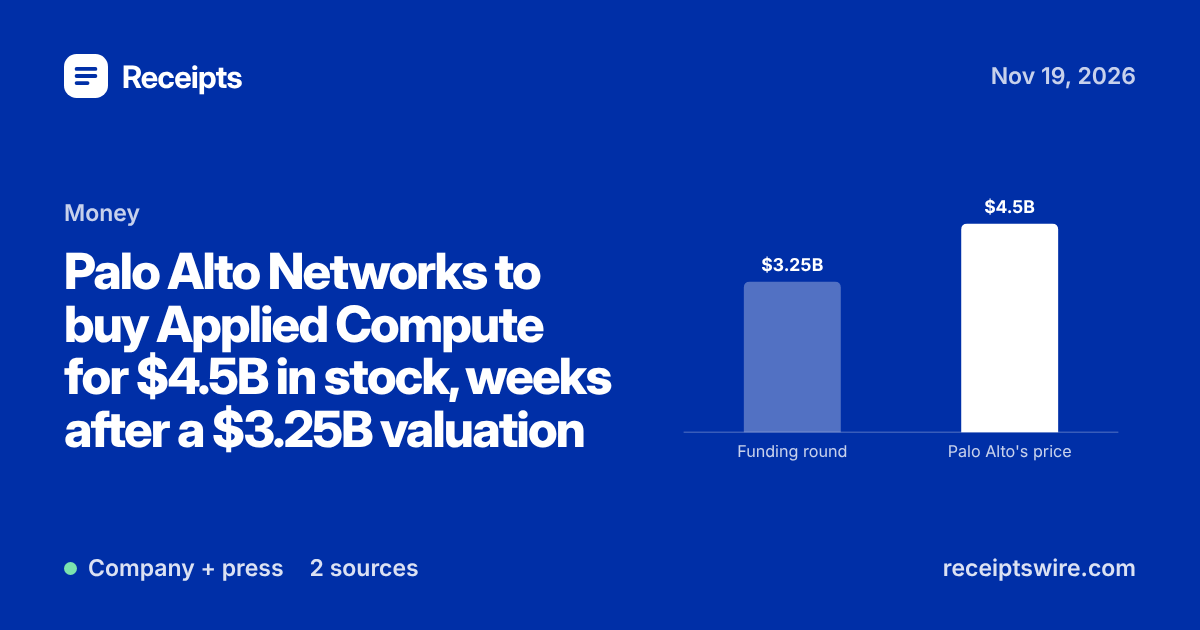 Receipts
Nov 19, 2026
Money
Palo Alto Networks to
buy Applied Compute
for $4.5B in stock, weeks
after a $3.25B valuation
$3.25B
$4.5B
Funding round
Palo Alto's price
Company + press
2 sources
receiptswire.com